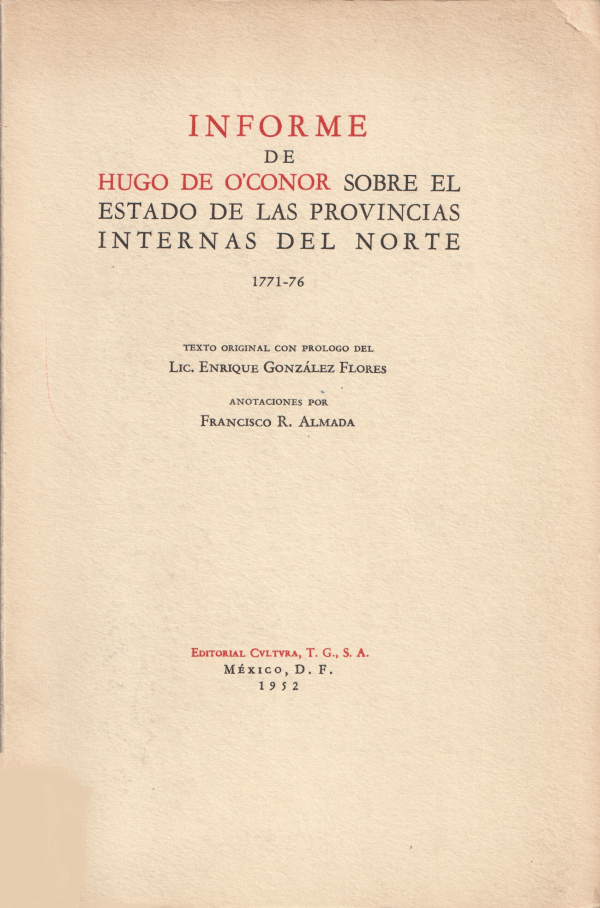 INFORME
DE
HUGO DE O'CONOR SOBRE EL
ESTADO DE LAS PROVINCIAS
INTERNAS DEL NORTE
1771-76
TEXTO ORIGINAL CON PROLOGO DEL
LIC. ENRIQUE GONZÁLEZ FLORES
ANOTACIONES POR
FRANCISCO R. ALMADA
EDITORIAL CVLTVRA, T. G., S. A.
MÉXICO, D. F.
1952